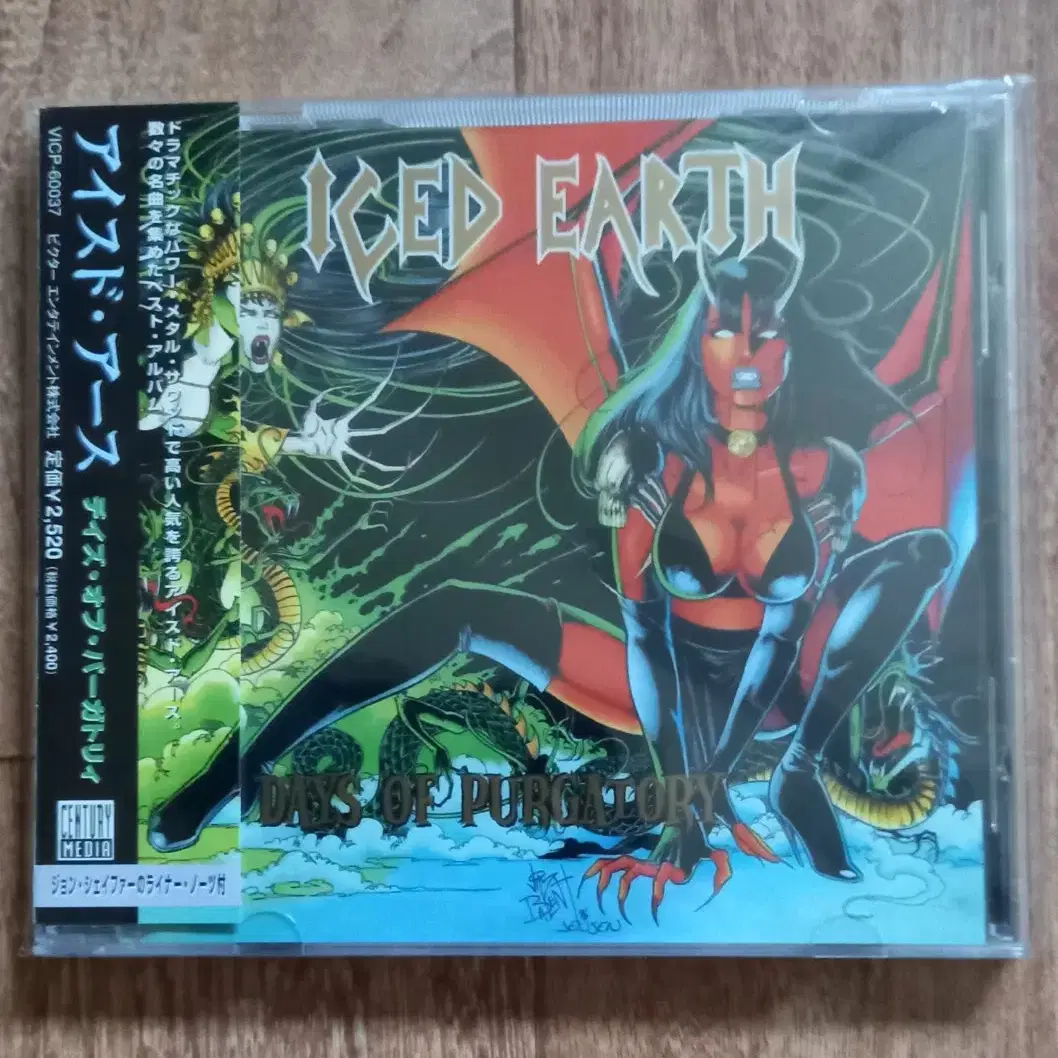 アイスド・アース
デイズ・オブ・パーガトリィ
VICP-60037 ビクター エンタテインメント株式会社 定価￥2,520 (税抜価格￥2,400)
ドラマチックなパワー・メタル・サウンドで高い人気を誇るアイスド・アース
数々の名曲を集めたベスト・アルバム
CENTURY
MEDIA
ジョン・シェイファーのライナー・ノーツ付
ICED EARTH
DAYS OF PURGATORY